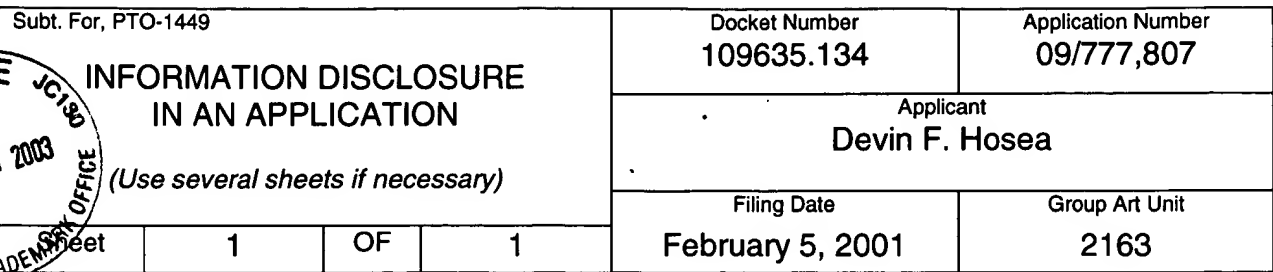 Subt. For, PTO-1449
INFORMATION DISCLOSURE
IN AN APPLICATION
(Use several sheets if necessary)
Sheet 1 OF 1
Docket Number
109635.134
Application Number
09/777,807
Applicant
Devin F. Hosea
Filing Date
February 5, 2001
Group Art Unit
2163
JC130
2003
OFFICE